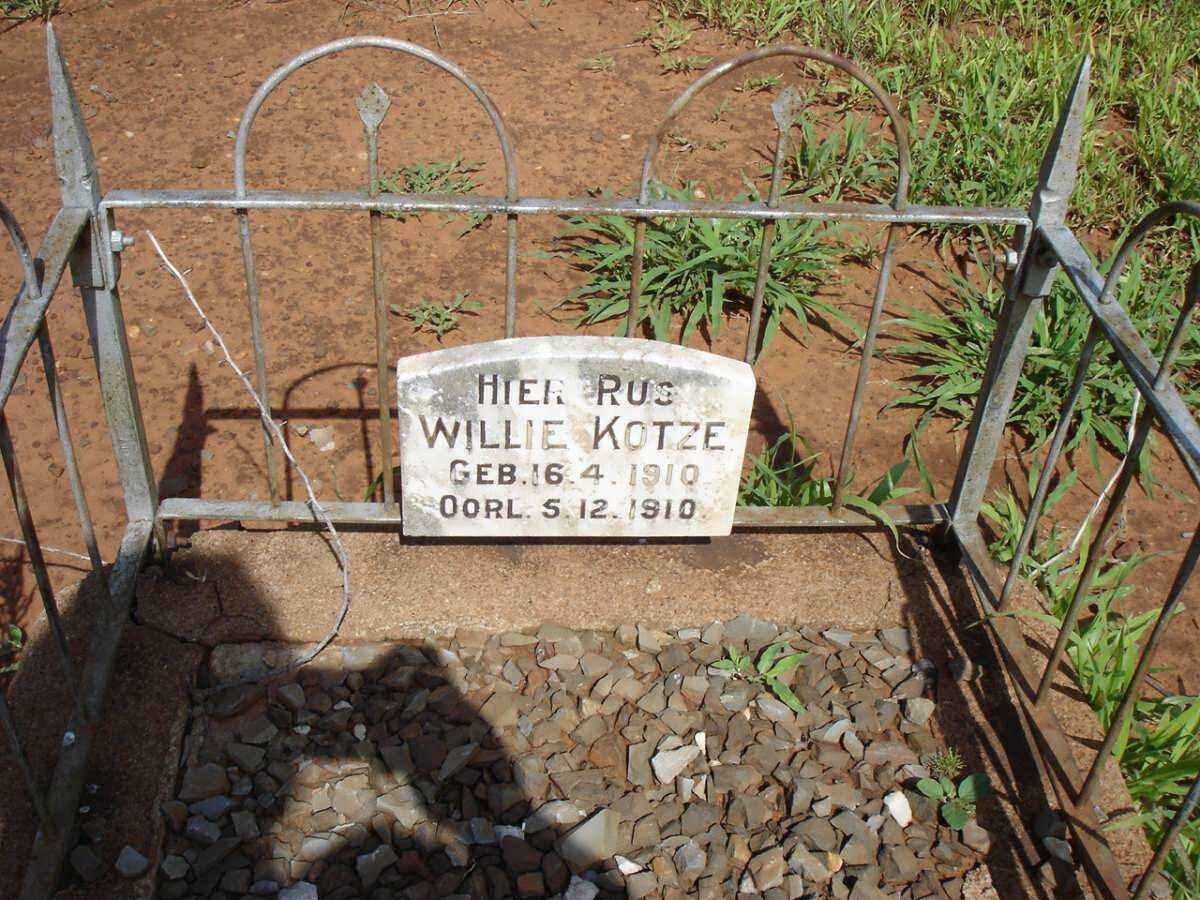 HIER RUS
WILLIE KOTZE
GEB. 16.4.1910
OORL. 5.12.1910.